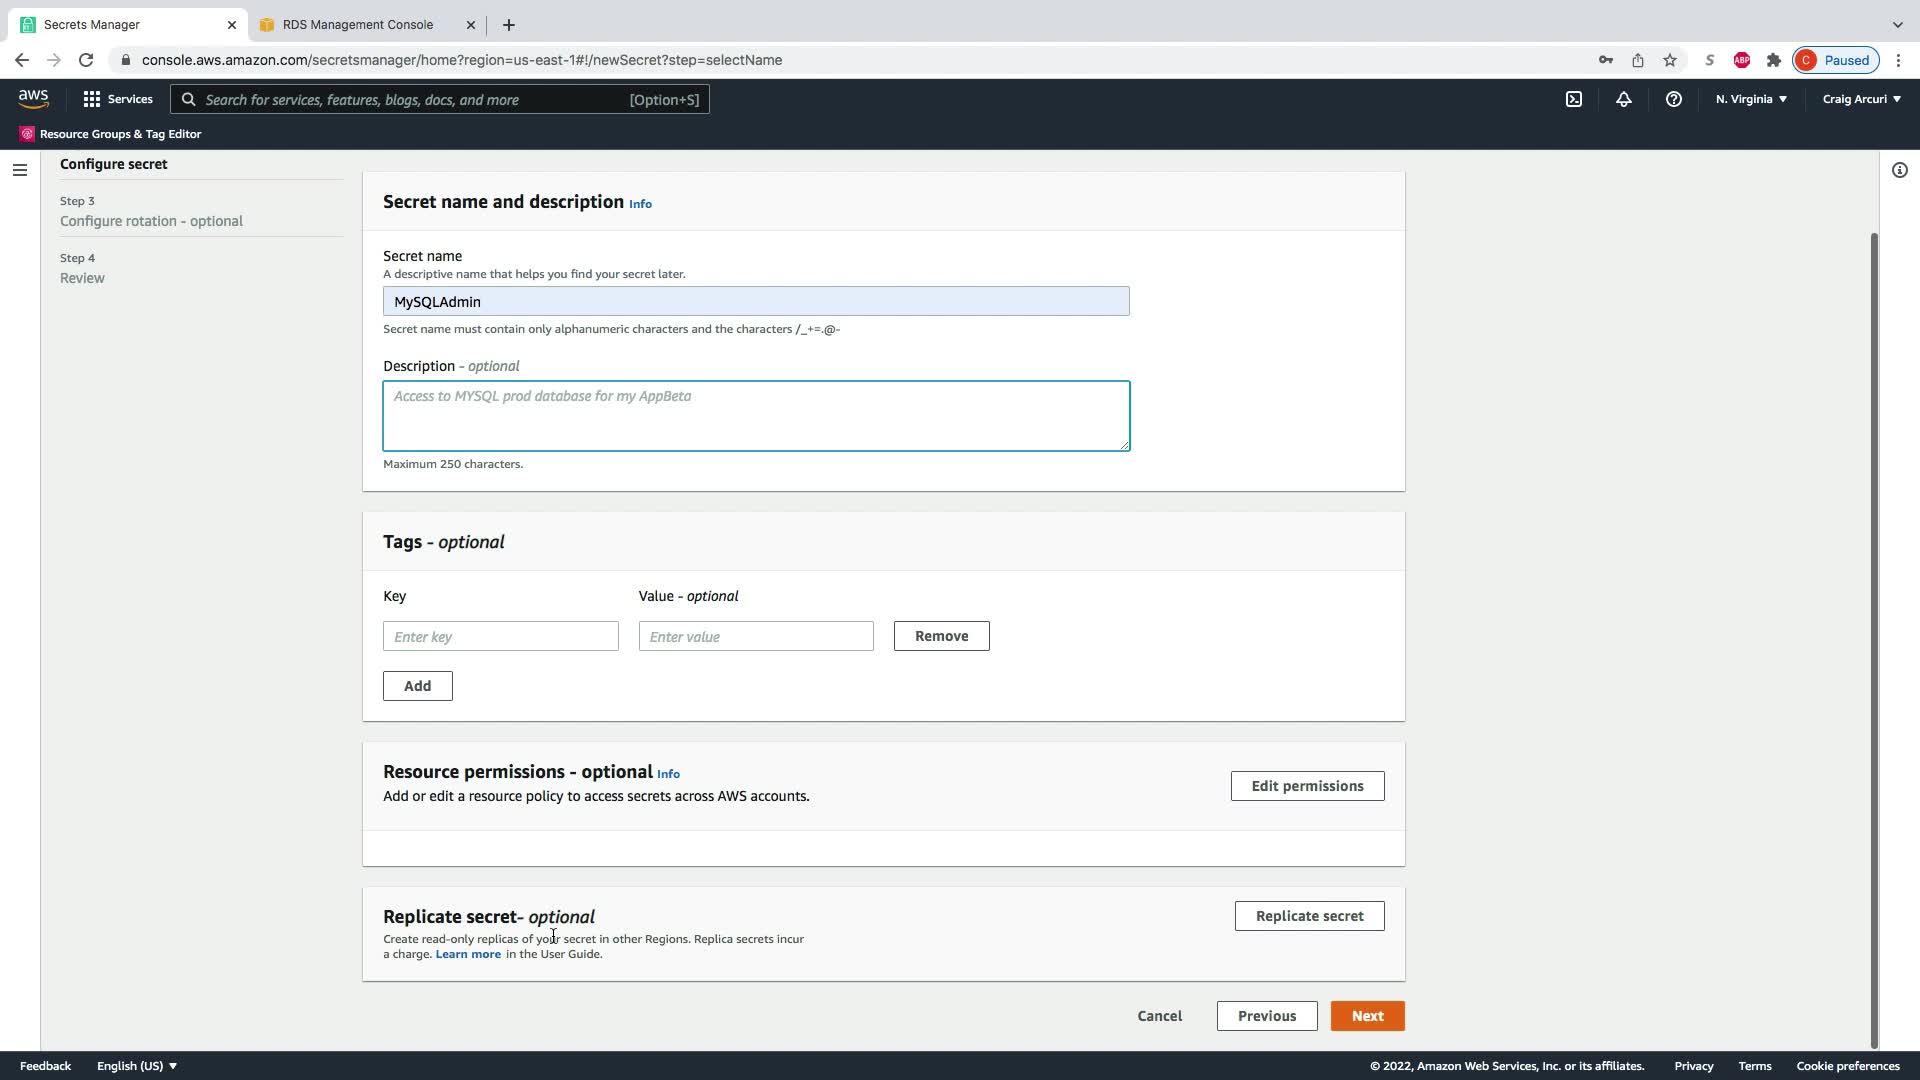 Secrets Manager
RDS Management Console
console.aws.amazon.com/secretsmanager/home?region=us-east-1#!/newSecret?step=selectName
S
ABP
C Paused
aws
Services
Search for services, features, blogs, docs, and more [Option+S]
N. Virginia
Craig Arcuri
Resource Groups & Tag Editor
Configure secret
Step 3
Configure rotation - optional
Step 4
Review
Secret name and description Info
Secret name
A descriptive name that helps you find your secret later.
MySQLAdmin
Secret name must contain only alphanumeric characters and the characters /_+=.@-
Description - optional
Access to MYSQL prod database for my AppBeta
Maximum 250 characters.
Tags - optional
Key
Value - optional
Enter key
Enter value
Remove
Add
Resource permissions - optional Info
Add or edit a resource policy to access secrets across AWS accounts.
Edit permissions
Replicate secret- optional
Create read-only replicas of your secret in other Regions. Replica secrets incur
a charge. Learn more in the User Guide.
Replicate secret
Cancel
Previous
Next
Feedback
English (US)
© 2022, Amazon Web Services, Inc. or its affiliates.
Privacy
Terms
Cookie preferences